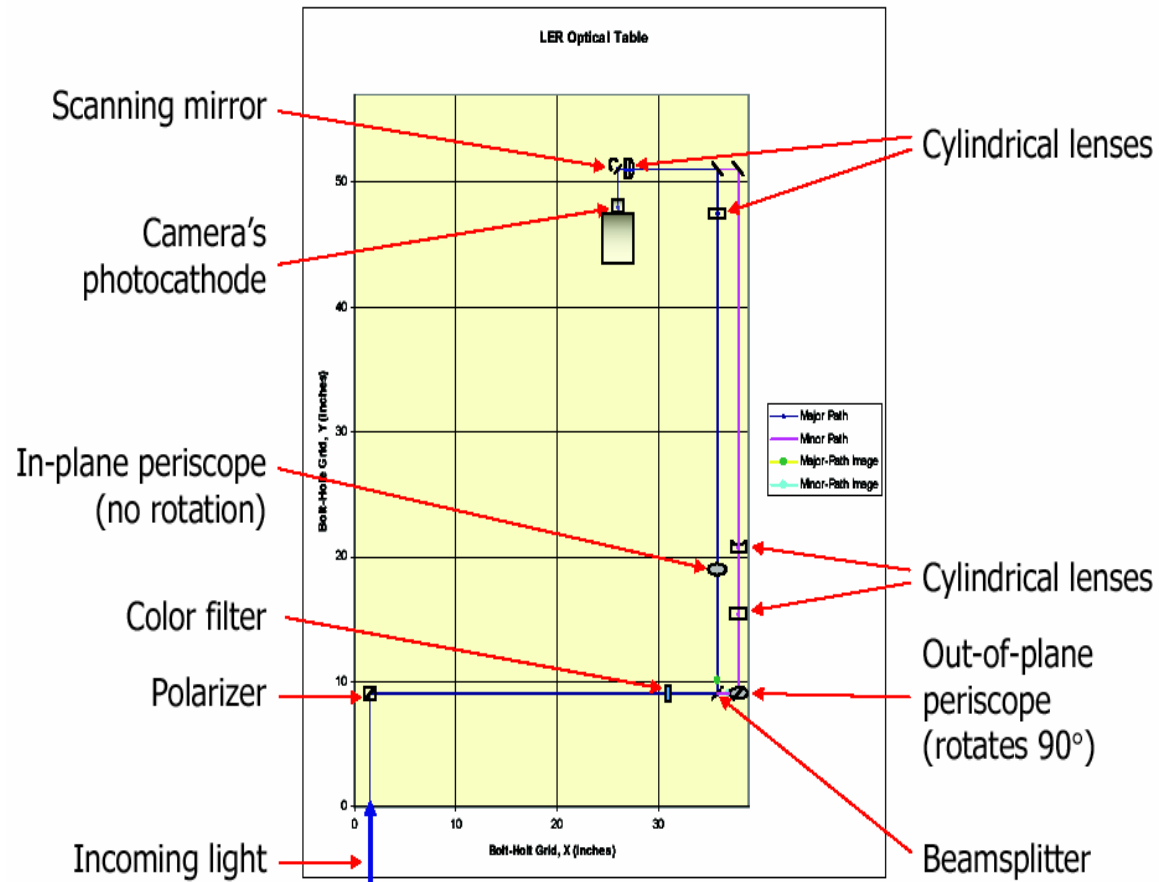 LER Optical Table
Scanning mirror
Cylindrical lenses
Camera's
photocathode
50
40
30
20
10
0
Bolt-Hole Grid, Y (Inches)
Major Path
Minor Path
Major-Path Image
Minor-Path Image
In-plane periscope
(no rotation)
Color filter
Polarizer
Cylindrical lenses
Out-of-plane
periscope
(rotates 90°)
0
10
20
30
Bolt-Holt Grid, X (Inches)
Incoming light
Beamsplitter